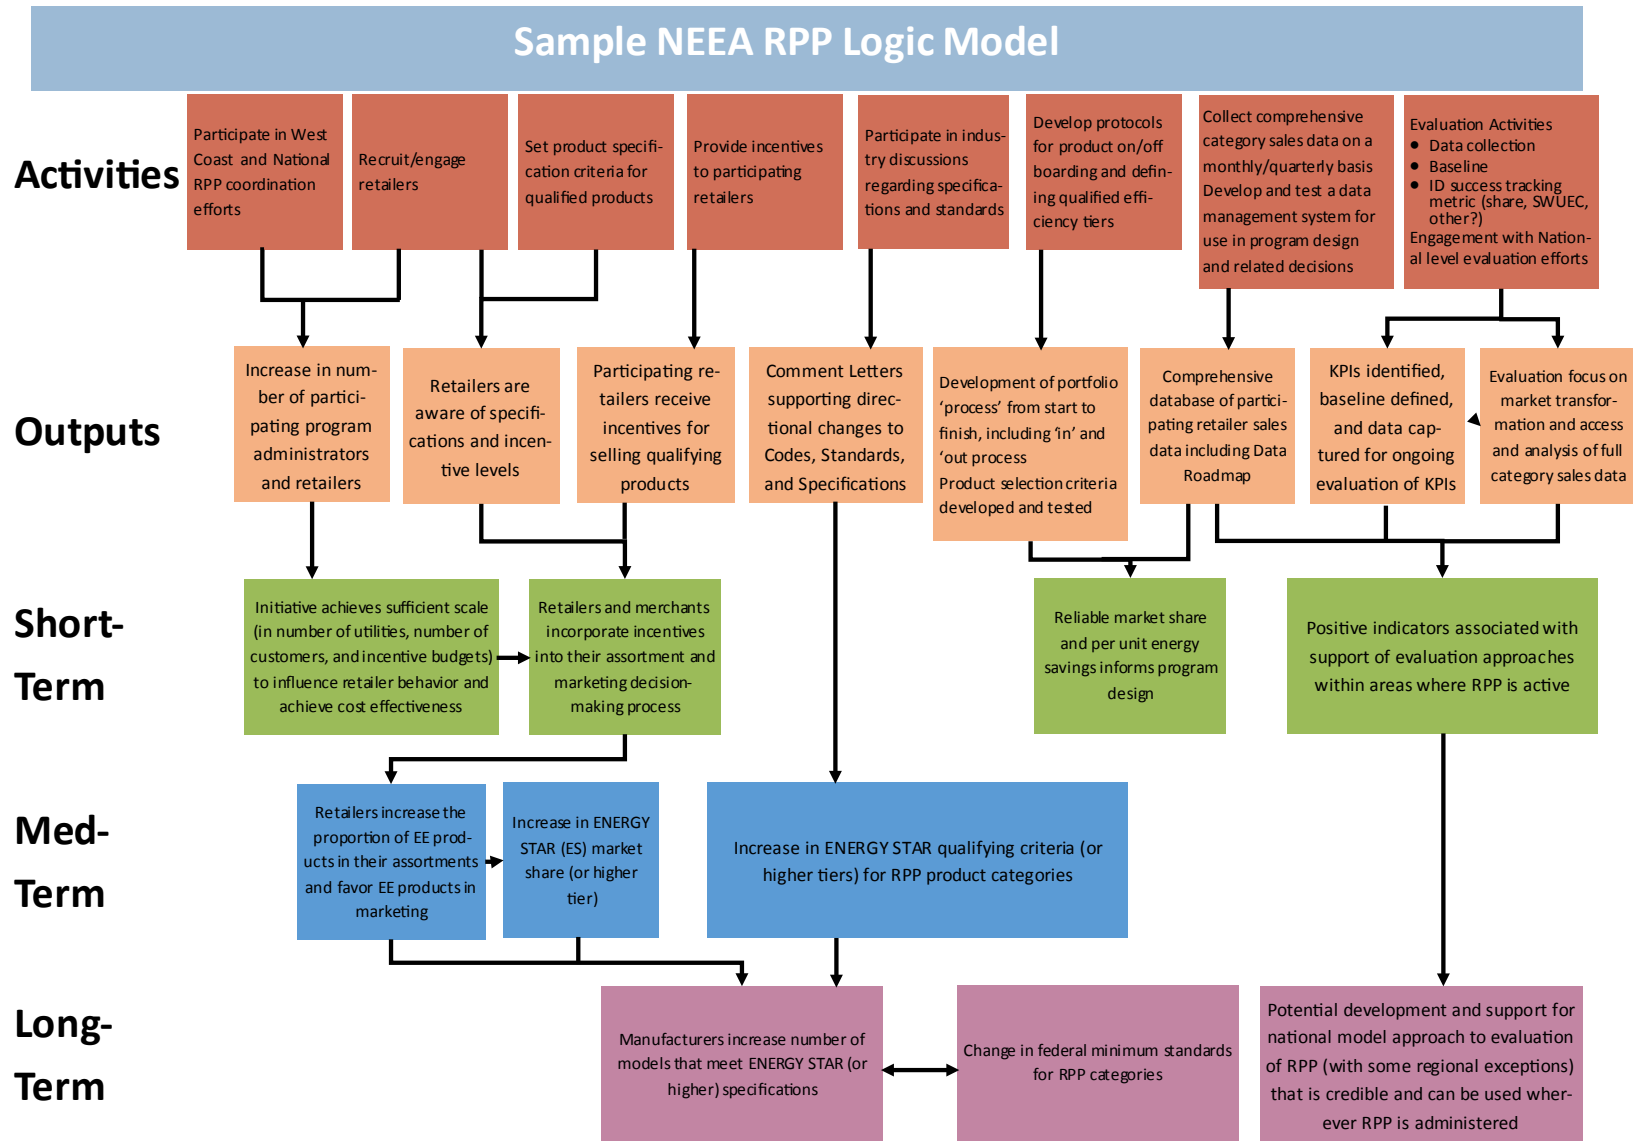 Sample NEEA RPP Logic Model
Activities
Participate in West
Coast and National
RPP coordination
efforts
Recruit/engage
retailers
Set product specifi-
cation criteria for
qualified products
Provide incentives
to participating
retailers
Participate in indus-
try discussions
regarding specifica-
tions and standards
Develop protocols
for product on/off
boarding and defin-
ing qualified effi-
ciency tiers
Collect comprehensive
category sales data on a
monthly/quarterly basis
Develop and test a data
management system for
use in program design
and related decisions
Evaluation Activities
● Data collection
● Baseline
● ID success tracking
metric (share, SWUEC,
other?)
Engagement with Nation-
al level evaluation efforts
Outputs
Increase in num-
ber of partici-
pating program
administrators
and retailers
Retailers are
aware of specifi-
cations and incen-
tive levels
Participating re-
tailers receive
incentives for
selling qualifying
products
Comment Letters
supporting direc-
tional changes to
Codes, Standards,
and Specifications
Development of portfolio
‘process’ from start to
finish, including ‘in’ and
‘out process
Product selection criteria
developed and tested
Comprehensive
database of partici-
pating retailer sales
data including Data
Roadmap
KPIs identified,
baseline defined,
and data cap-
tured for ongoing
evaluation of KPIs
Evaluation focus on
market transfor-
mation and access
and analysis of full
category sales data
Short-
Term
Initiative achieves sufficient scale
(in number of utilities, number of
customers, and incentive budgets)
to influence retailer behavior and
achieve cost effectiveness
Retailers and merchants
incorporate incentives
into their assortment and
marketing decision-
making process
Reliable market share
and per unit energy
savings informs program
design
Positive indicators associated with
support of evaluation approaches
within areas where RPP is active
Med-
Term
Retailers increase the
proportion of EE prod-
ucts in their assortments
and favor EE products in
marketing
Increase in ENERGY
STAR (ES) market
share (or higher
tier)
Increase in ENERGY STAR qualifying criteria (or
higher tiers) for RPP product categories
Long-
Term
Manufacturers increase number of
models that meet ENERGY STAR (or
higher) specifications
Change in federal minimum standards
for RPP categories
Potential development and support for
national model approach to evaluation
of RPP (with some regional exceptions)
that is credible and can be used wher-
ever RPP is administered